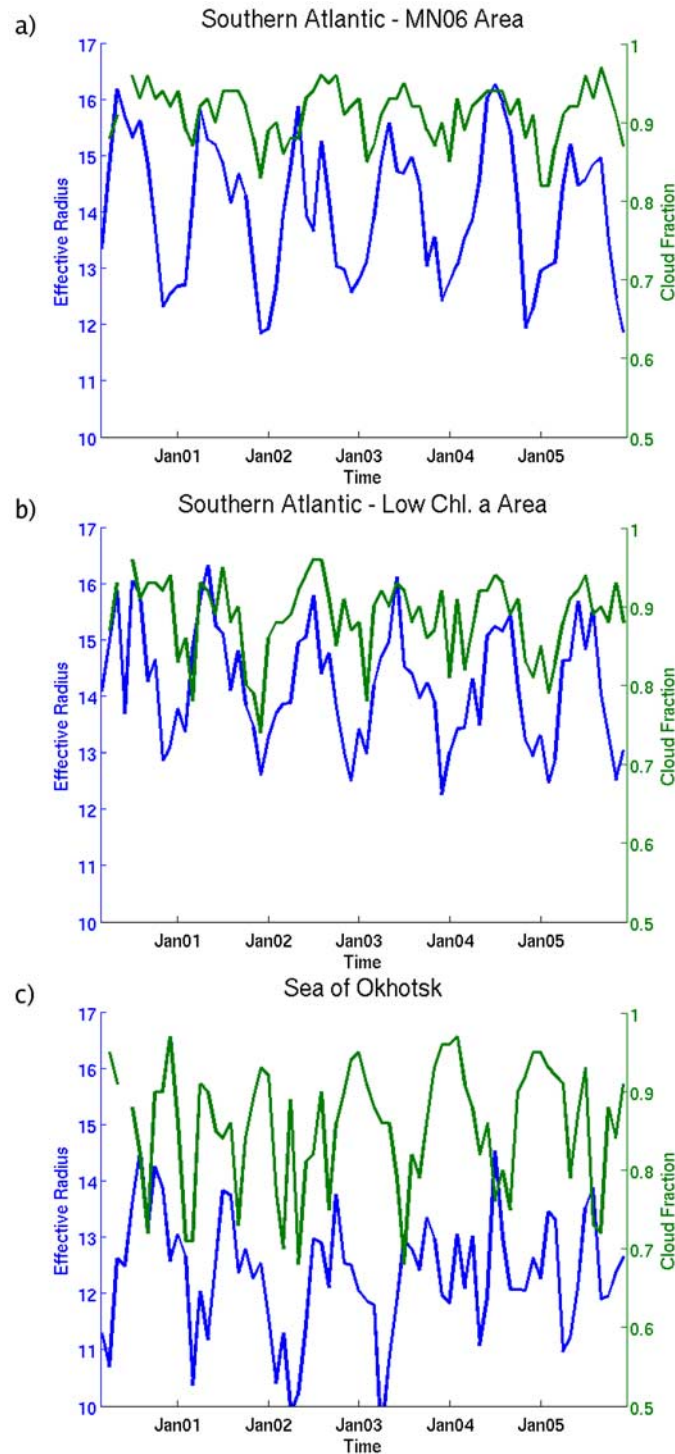 a)
Southern Atlantic - MN06 Area
17
16
15
14
13
12
11
10
Effective Radius
1
0.9
0.8
0.7
0.6
0.5
Cloud Fraction
Jan01 Jan02 Jan03 Jan04 Jan05
Time
b)
Southern Atlantic - Low Chl. a Area
17
16
15
14
13
12
11
10
Effective Radius
1
0.9
0.8
0.7
0.6
0.5
Cloud Fraction
Jan01 Jan02 Jan03 Jan04 Jan05
Time
c)
Sea of Okhotsk
17
16
15
14
13
12
11
10
Effective Radius
1
0.9
0.8
0.7
0.6
0.5
Cloud Fraction
Jan01 Jan02 Jan03 Jan04 Jan05
Time